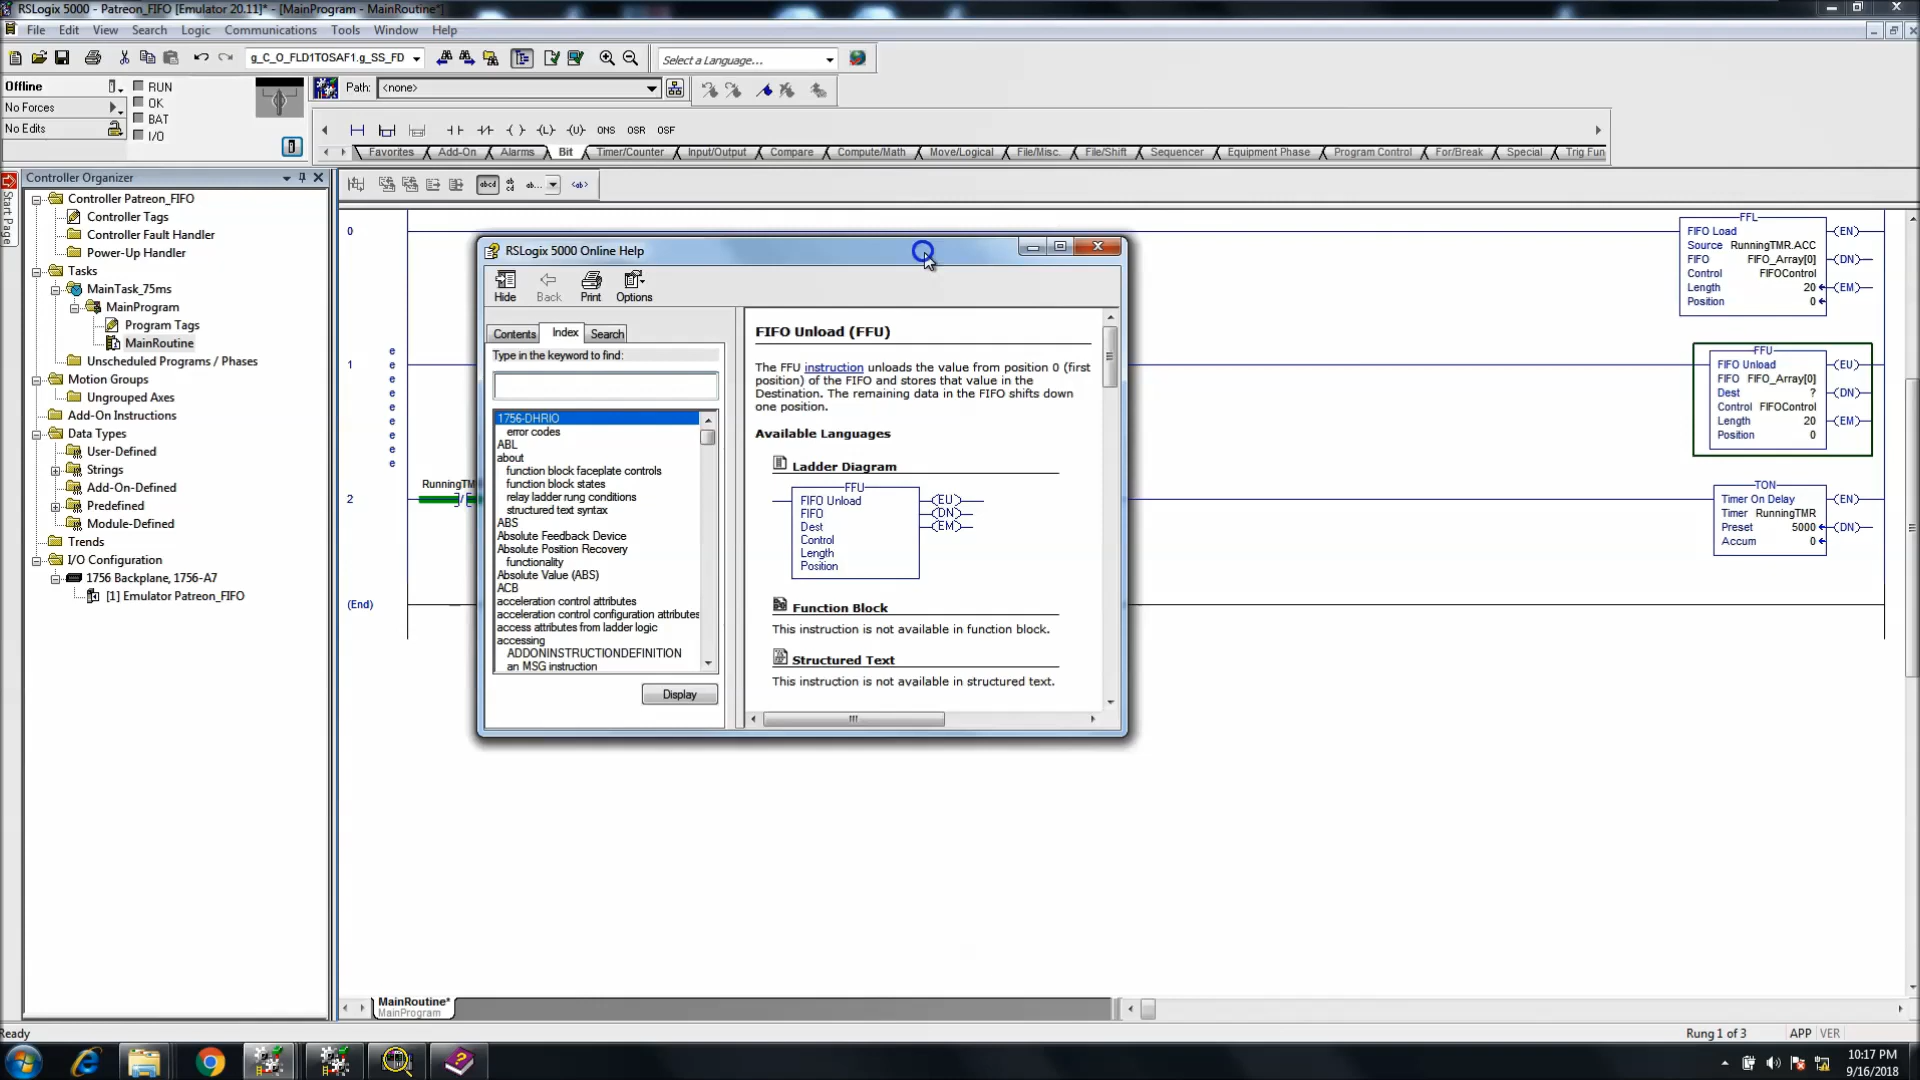 RSLogix 5000 - Patreon_FIFO [Emulator 20.11]* - [MainProgram - MainRoutine*]
File Edit View Search Logic Communications Tools Window Help
g_C_O_FLD1TOSAF1.g_SS_FD
Select a Language...
Offline
RUN
Path: <none>
No Forces
OK
No Edits
BAT
I/O
(L) (U) ONS OSR OSF
Favorites Add-On Alarms Bit Timer/Counter Input/Output Compare Compute/Math Move/Logical File/Misc. File/Shift Sequencer Equipment Phase Program Control For/Break Special Trig Fun
Start Page
Controller Organizer
Controller Patreon_FIFO
Controller Tags
Controller Fault Handler
Power-Up Handler
Tasks
MainTask_75ms
MainProgram
Program Tags
MainRoutine
Unscheduled Programs / Phases
Motion Groups
Ungrouped Axes
Add-On Instructions
Data Types
User-Defined
Strings
Add-On-Defined
Predefined
Module-Defined
Trends
I/O Configuration
1756 Backplane, 1756-A7
[1] Emulator Patreon_FIFO
abcd ab cd ab... <ab>
0
FFL
FIFO Load
Source RunningTMR.ACC
FIFO FIFO_Array[0]
Control FIFOControl
Length 20
Position 0
EN
DN
EM
1
e
e
e
e
e
e
e
e
e
FFU
FIFO Unload
FIFO FIFO_Array[0]
Dest ?
Control FIFOControl
Length 20
Position 0
EU
DN
EM
2
RunningTM
TON
Timer On Delay
Timer RunningTMR
Preset 5000
Accum 0
EN
DN
(End)
RSLogix 5000 Online Help
Hide Back Print Options
Contents Index Search
Type in the keyword to find:
1756-DHRIO
error codes
ABL
about
function block faceplate controls
function block states
relay ladder rung conditions
structured text syntax
ABS
Absolute Feedback Device
Absolute Position Recovery
functionality
Absolute Value (ABS)
ACB
acceleration control attributes
acceleration control configuration attributes
access attributes from ladder logic
accessing
ADDONINSTRUCTIONDEFINITION
an MSG instruction
Display
FIFO Unload (FFU)
The FFU instruction unloads the value from position 0 (first
position) of the FIFO and stores that value in the
Destination. The remaining data in the FIFO shifts down
one position.
Available Languages
Ladder Diagram
FFU
FIFO Unload
FIFO
Dest
Control
Length
Position
EU
DN
EM
Function Block
This instruction is not available in function block.
Structured Text
This instruction is not available in structured text.
MainRoutine*
MainProgram
Ready
Rung 1 of 3
APP VER
10:17 PM
9/16/2018